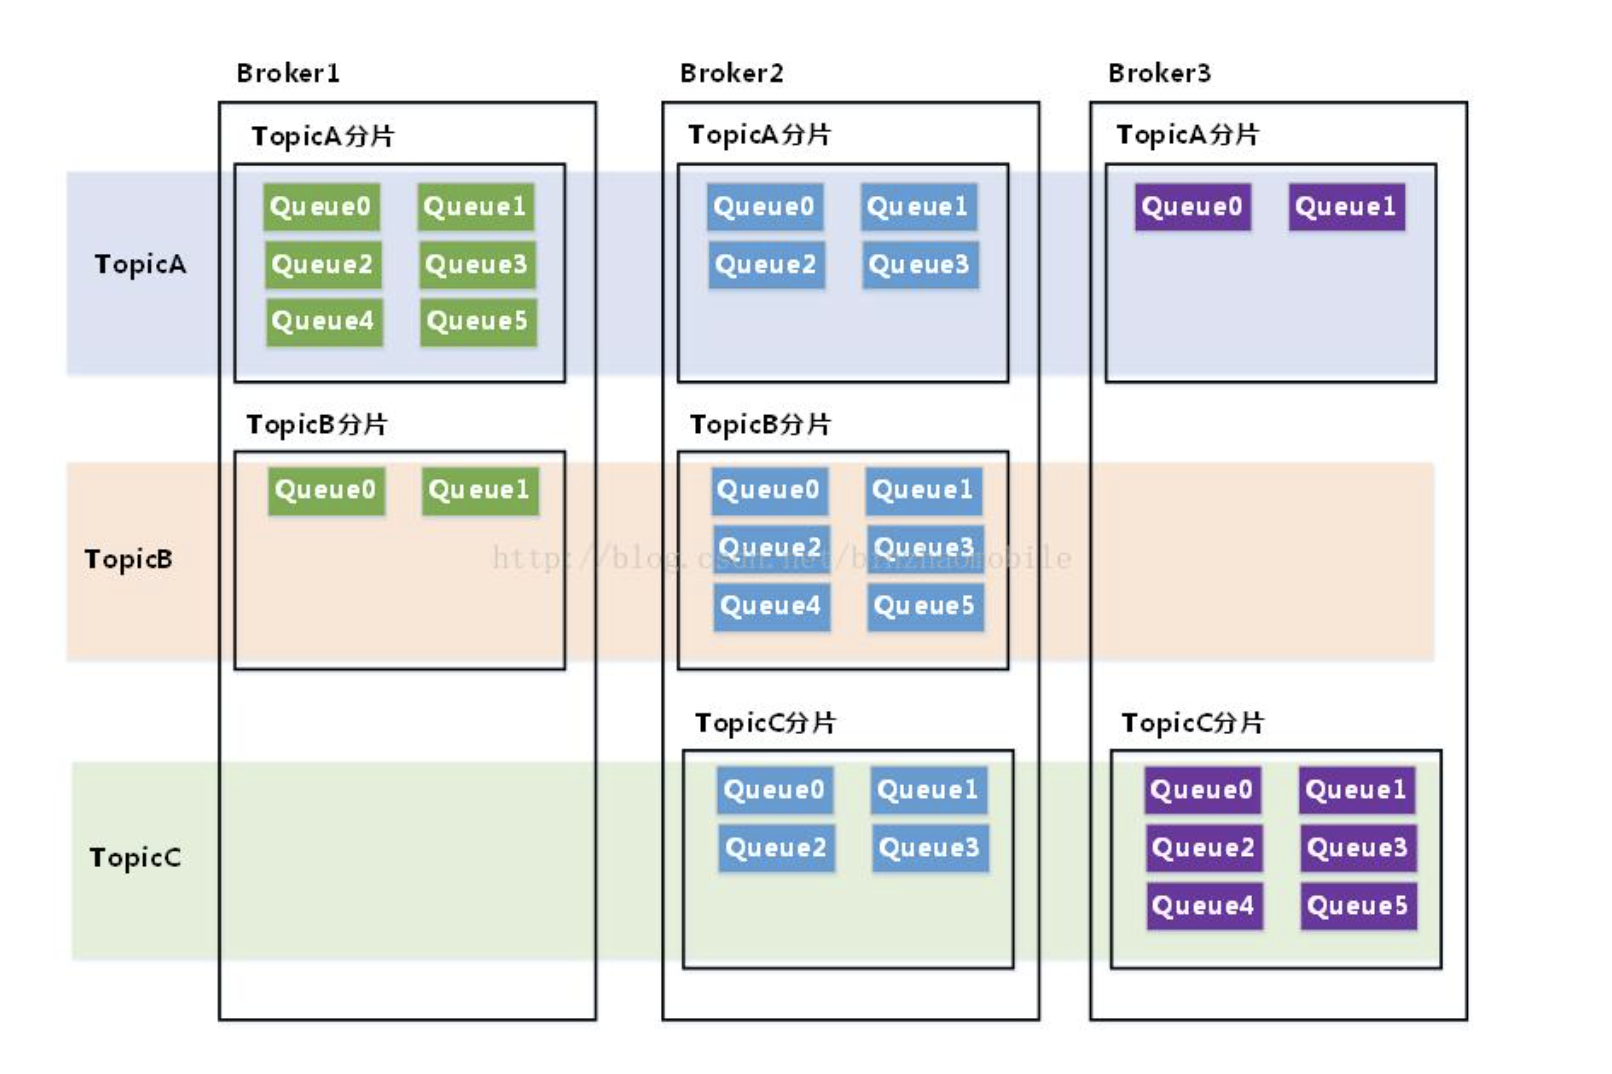 Broker1 Broker2 Broker3
TopicA分片 TopicA分片 TopicA分片
Queue0 Queue1 Queue0 Queue1 Queue0 Queue1
TopicA Queue2 Queue3 Queue2 Queue3
Queue4 Queue5
TopicB分片 TopicB分片
Queue0 Queue1 Queue0 Queue1
TopicB Queue2 Queue3
http://blog.csdn.net/binzhaomobile
Queue4 Queue5
TopicC分片 TopicC分片
Queue0 Queue1 Queue0 Queue1
TopicC Queue2 Queue3 Queue2 Queue3
Queue4 Queue5